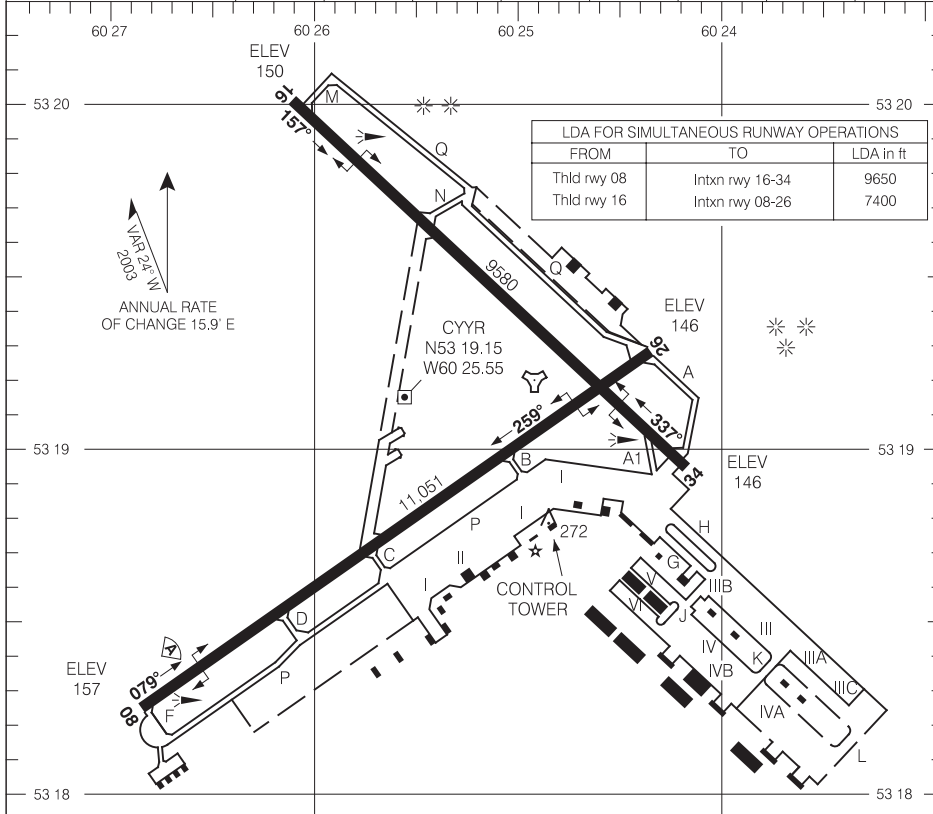 60 27
60 26
60 25
60 24
ELEV
150
53 20
53 20
16
157°
M
Q
N
LDA FOR SIMULTANEOUS RUNWAY OPERATIONS
FROM TO LDA in ft
Thld rwy 08 Intxn rwy 16-34 9650
Thld rwy 16 Intxn rwy 08-26 7400
VAR 24° W
2003
ANNUAL RATE
OF CHANGE 15.9' E
9580
Q
ELEV
146
26
CYYR
N53 19.15
W60 25.55
A
259°
337°
53 19
53 19
B
A1
34
ELEV
146
11,051
I
P
I
272
H
C
II
G
I
CONTROL
TOWER
V
IIIB
VI
J
III
D
IV
K
IIIA
A
P
IVB
IIIC
ELEV
157
079°
08
F
IVA
L
53 18
53 18